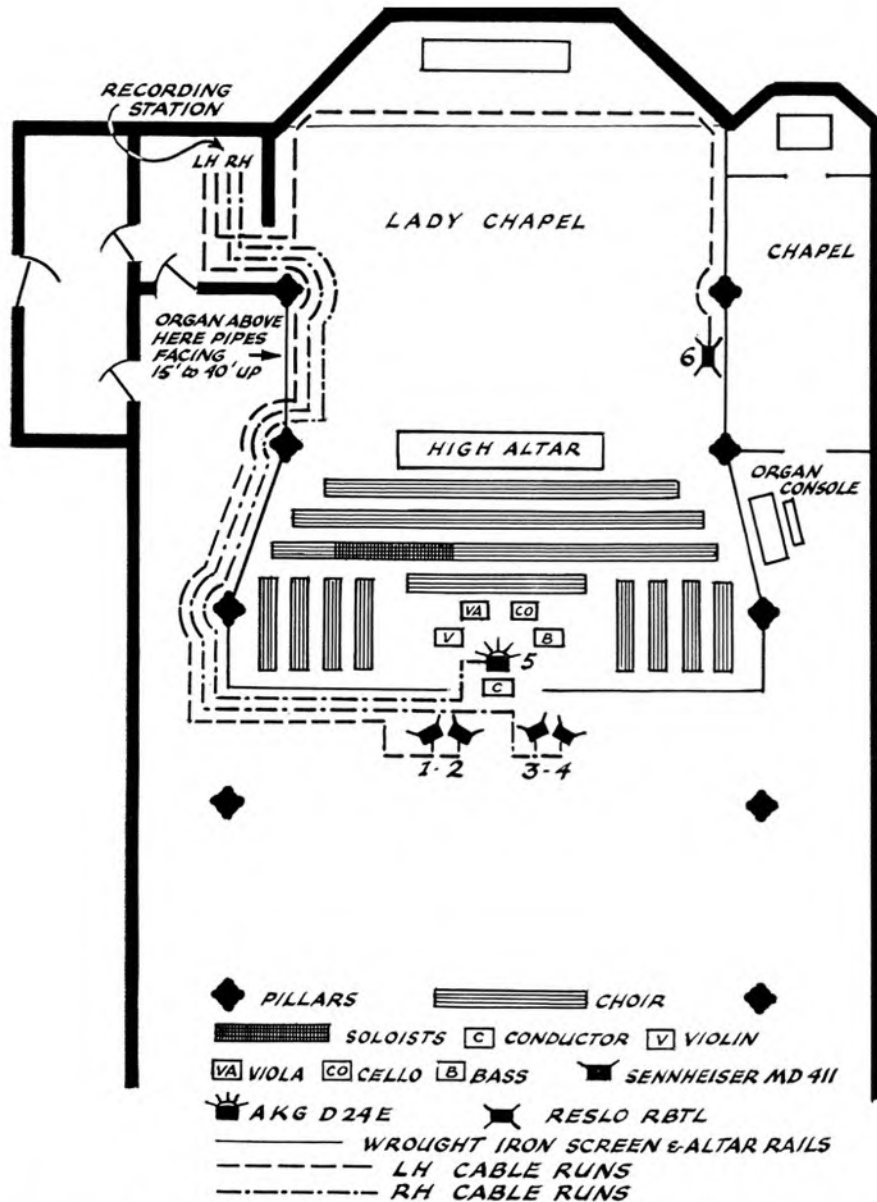 RECORDING
STATION
LH RH
LADY CHAPEL
CHAPEL
ORGAN ABOVE
HERE PIPES
FACING
15' to 40' UP
6
HIGH ALTAR
ORGAN
CONSOLE
VA CO
V B
5
C
1-2 3-4
PILLARS CHOIR
SOLOISTS C CONDUCTOR V VIOLIN
VA VIOLA CO CELLO B BASS SENNHEISER MD 411
AKG D24E RESLO RBTL
WROUGHT IRON SCREEN & ALTAR RAILS
LH CABLE RUNS
RH CABLE RUNS